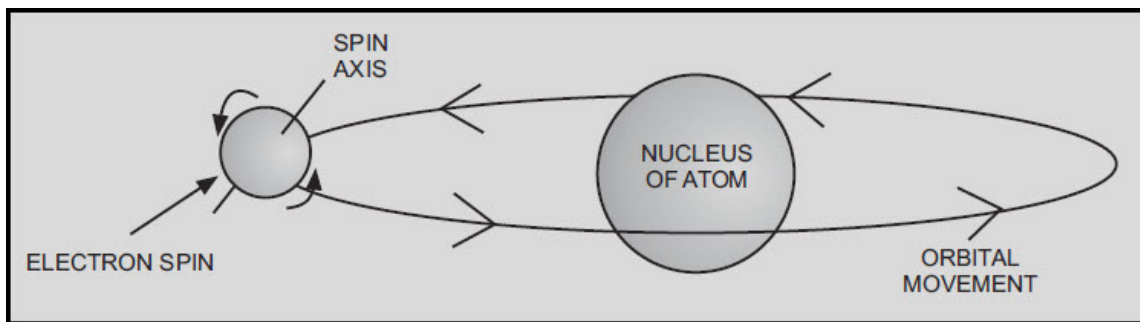 SPIN
AXIS
NUCLEUS
OF ATOM
ELECTRON SPIN
ORBITAL
MOVEMENT